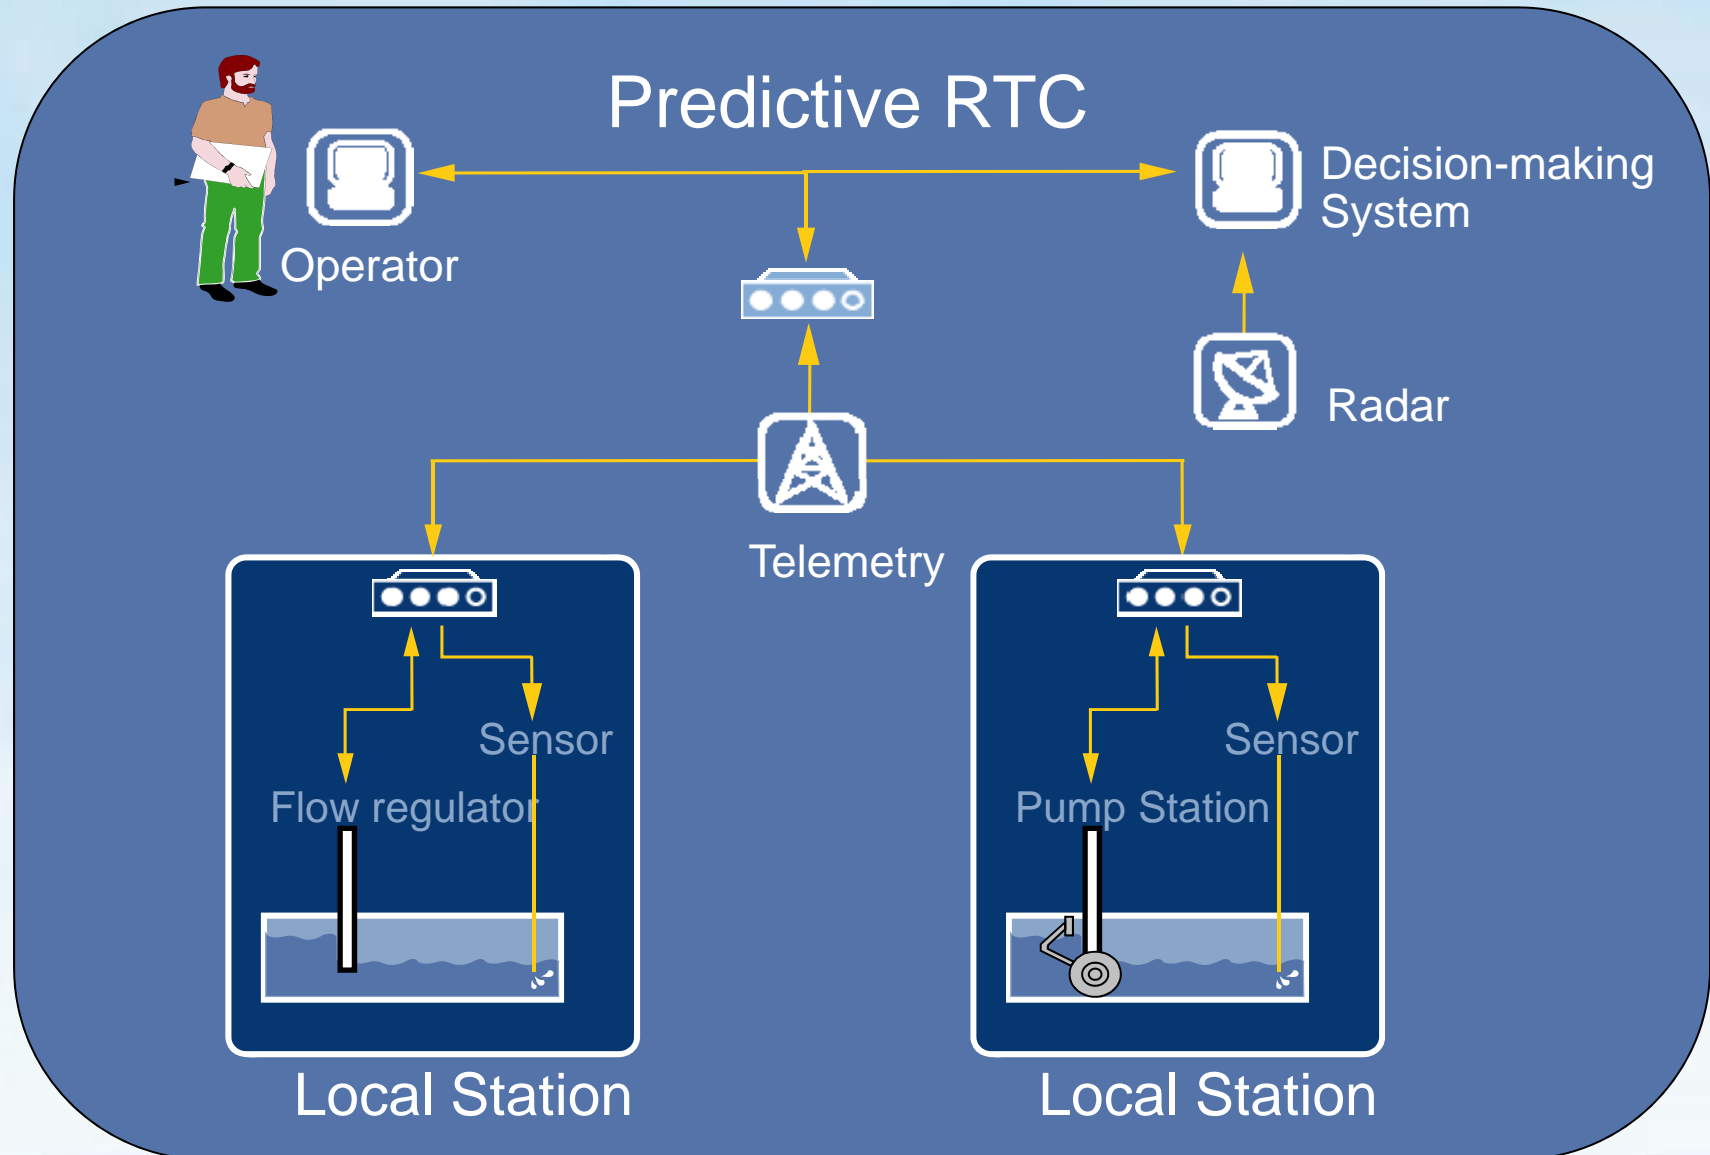 Predictive RTC
Operator
Decision-making
System
Radar
Telemetry
Sensor
Flow regulator
Local Station
Sensor
Pump Station
Local Station